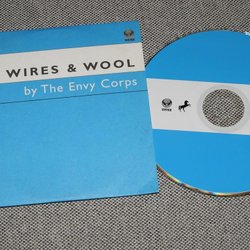 WIRES & WOOL
by The Envy Corps